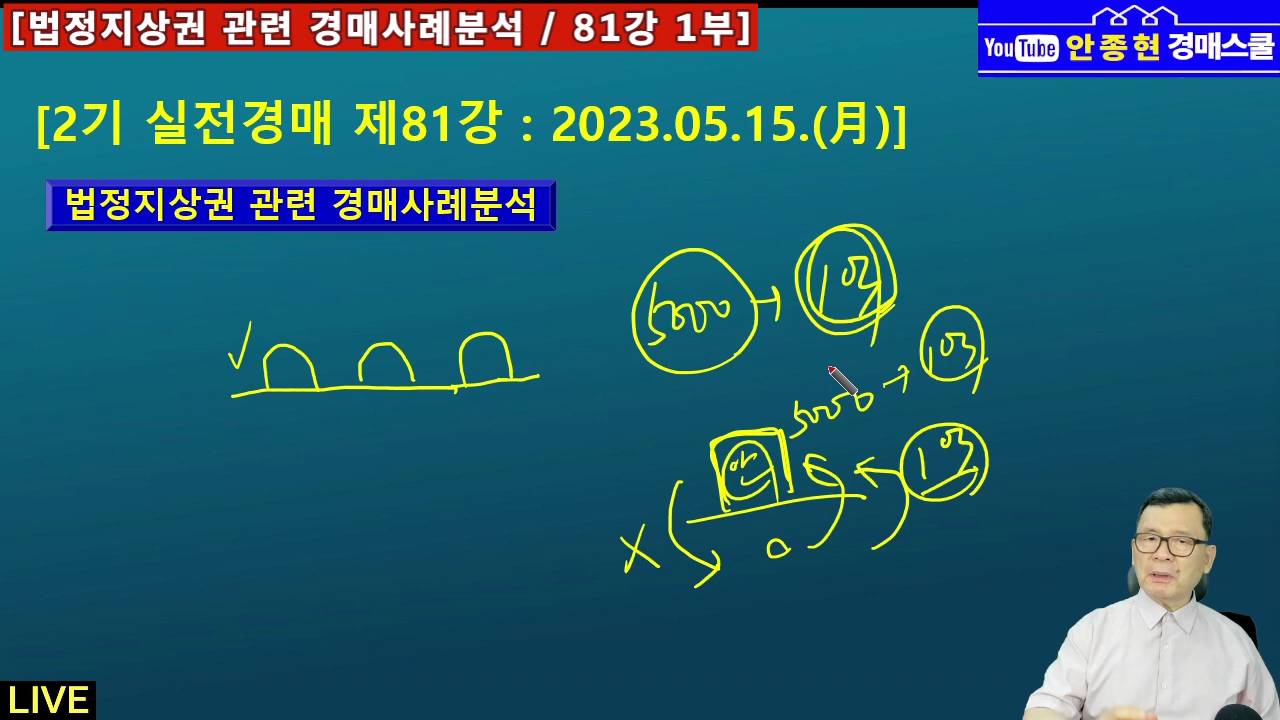 [법정지상권 관련 경매사례분석 / 81강 1부]
YouTube 안종현 경매스쿨
[2기 실전경매 제81강 : 2023.05.15.(月)]
법정지상권 관련 경매사례분석
5000
1억
1억
5000
1억
X
LIVE